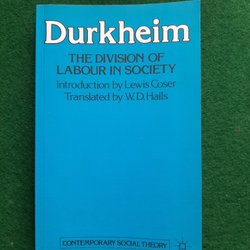 Durkheim
THE DIVISION OF
LABOUR IN SOCIETY
Introduction by Lewis Coser
Translated by W.D. Halls
CONTEMPORARY SOCIAL THEORY